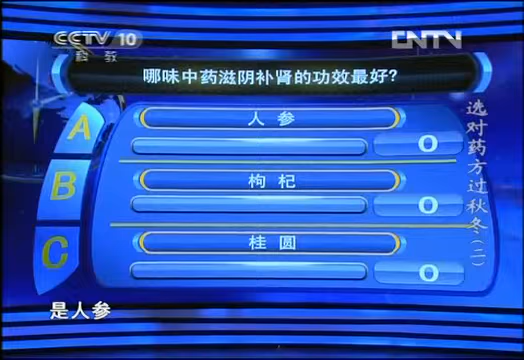 CCTV 10
科教
CNTV
哪味中药滋阴补肾的功效最好?
A
人参
0
B
枸杞
0
C
桂圆
0
选对药方过秋冬(二)
是人参